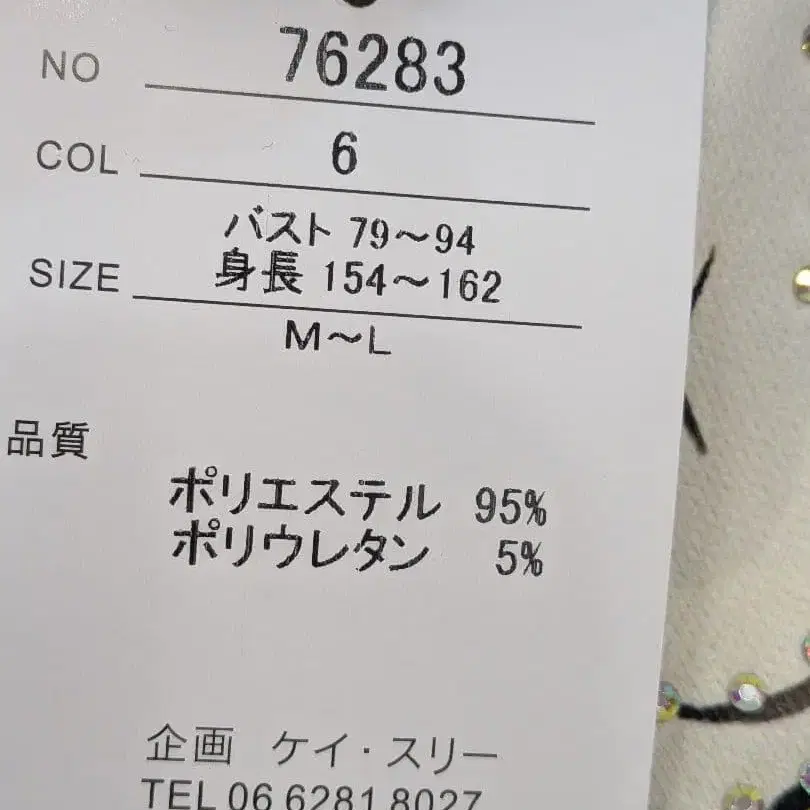 NO 76283
COL 6
バスト 79〜94
SIZE 身長 154〜162
M〜L
品質
ポリエステル 95%
ポリウレタン 5%
企画 ケイ・スリー
TEL 06 6281 8027